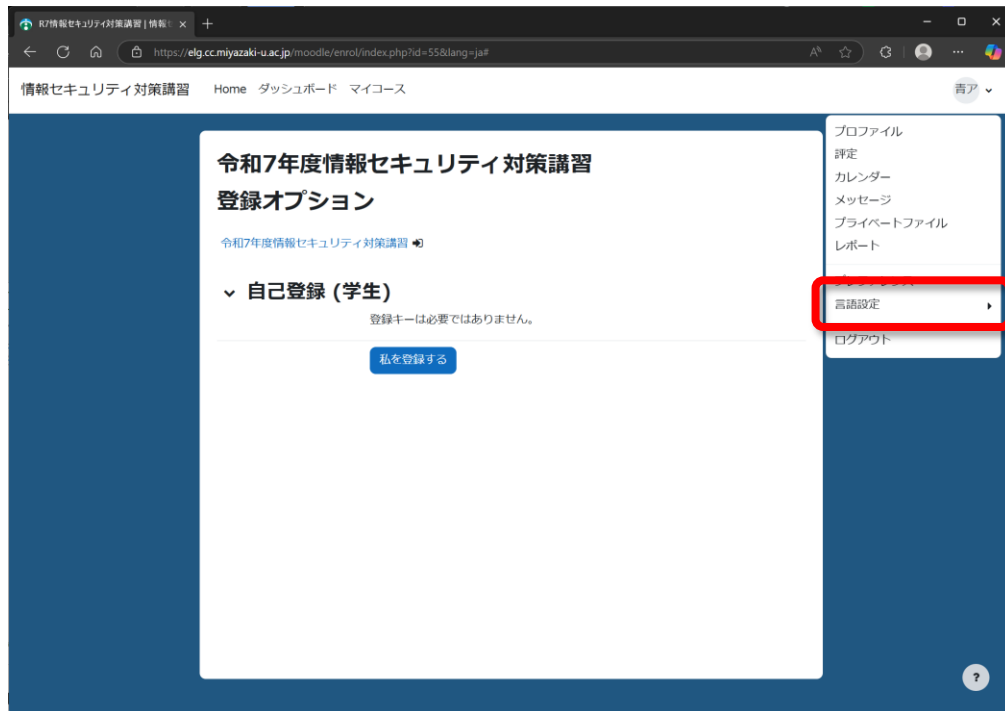 R7情報セキュリティ対策講習 | 情報
https://elg.cc.miyazaki-u.ac.jp/moodle/enrol/index.php?id=55&lang=ja#
情報セキュリティ対策講習 Home ダッシュボード マイコース 青ア
プロファイル
評定
カレンダー
メッセージ
プライベートファイル
レポート
言語設定
ログアウト
令和7年度情報セキュリティ対策講習
登録オプション
令和7年度情報セキュリティ対策講習
自己登録 (学生)
登録キーは必要ではありません。
私を登録する
?